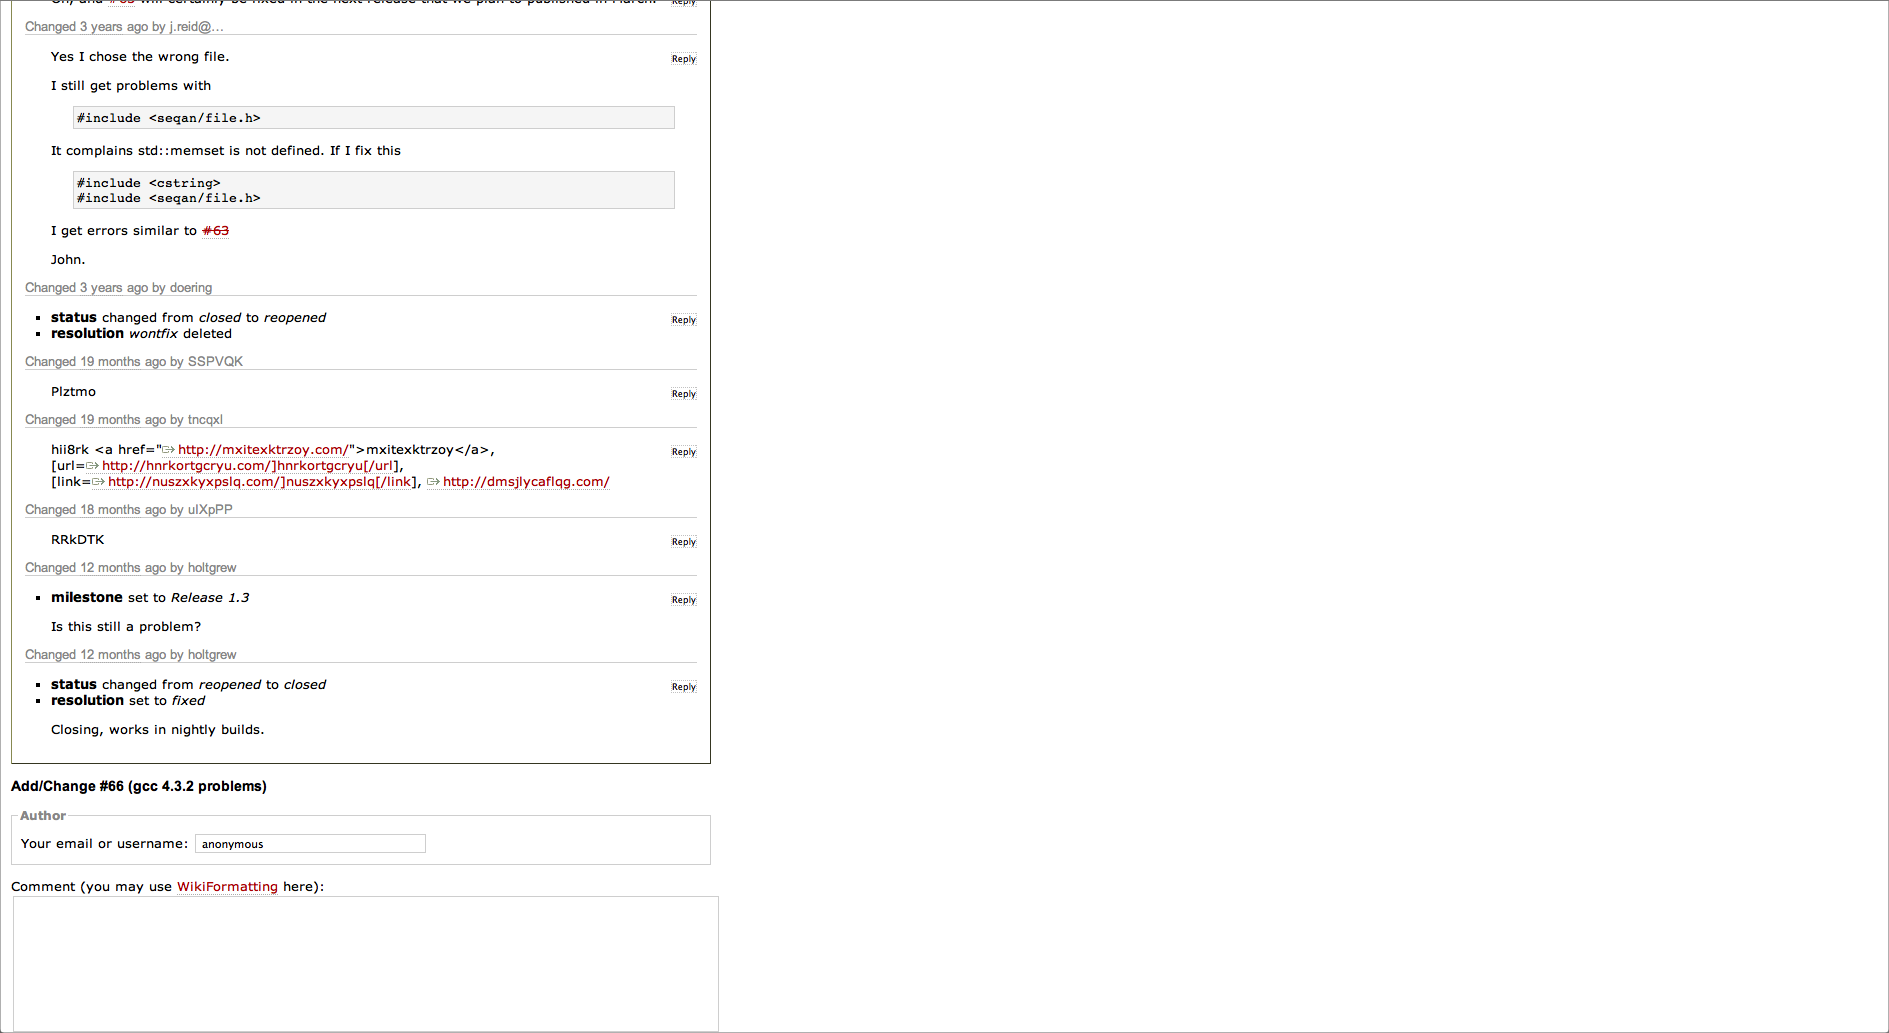 Oh, and #63 will certainly be fixed in the next release that we plan to published in March.
Reply
Changed 3 years ago by j.reid@…
Yes I chose the wrong file.
Reply
I still get problems with
#include <seqan/file.h>
It complains std::memset is not defined. If I fix this
#include <cstring>
#include <seqan/file.h>
I get errors similar to #63
John.
Changed 3 years ago by doering
status changed from closed to reopened
Reply
resolution wontfix deleted
Changed 19 months ago by SSPVQK
Plztmo
Reply
Changed 19 months ago by tncqxl
hii8rk <a href="http://mxitexktrzoy.com/">mxitexktrzoy</a>,
Reply
[url=http://hnrkortgcryu.com/]hnrkortgcryu[/url],
[link=http://nuszxkyxpslq.com/]nuszxkyxpslq[/link], http://dmsjlycaflqg.com/
Changed 18 months ago by ulXpPP
RRkDTK
Reply
Changed 12 months ago by holtgrew
milestone set to Release 1.3
Reply
Is this still a problem?
Changed 12 months ago by holtgrew
status changed from reopened to closed
Reply
resolution set to fixed
Closing, works in nightly builds.
Add/Change #66 (gcc 4.3.2 problems)
Author
Your email or username: anonymous
Comment (you may use WikiFormatting here):